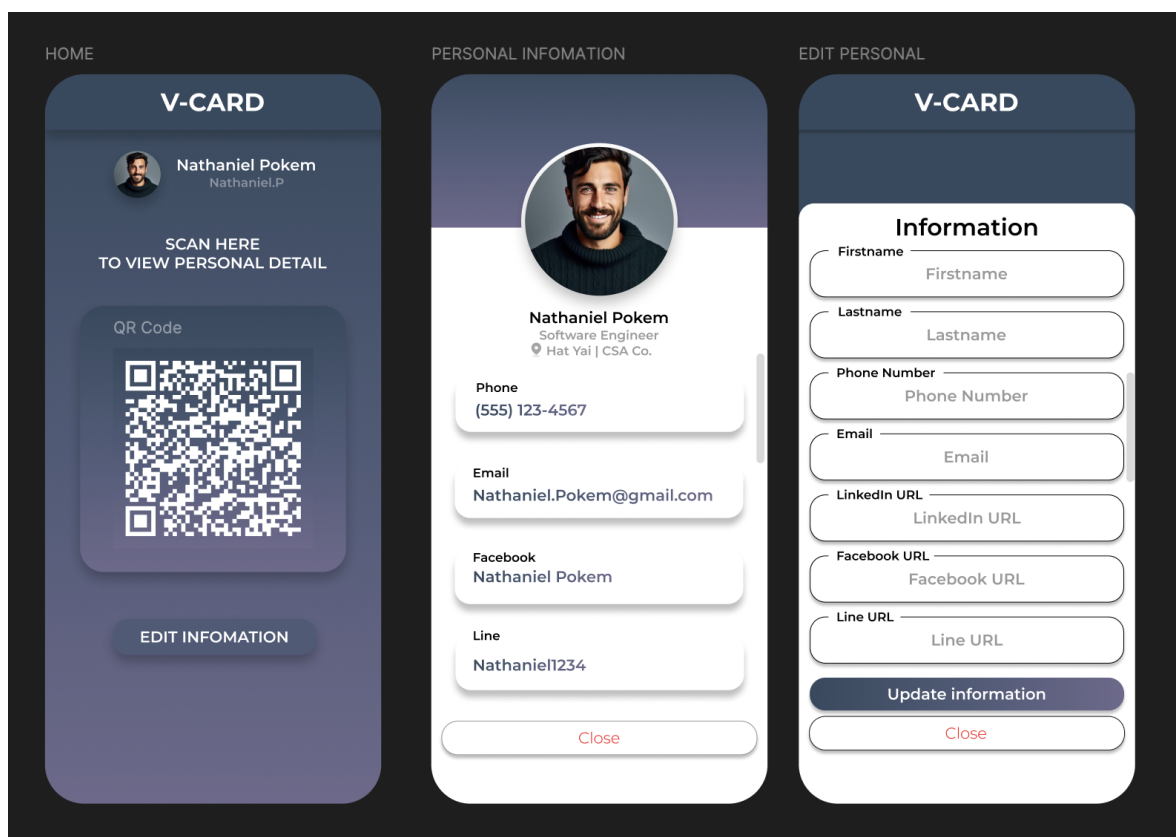 HOME
V-CARD
Nathaniel Pokem
Nathaniel.P
SCAN HERE
TO VIEW PERSONAL DETAIL
QR Code
EDIT INFOMATION
PERSONAL INFOMATION
Nathaniel Pokem
Software Engineer
Hat Yai | CSA Co.
Phone
(555) 123-4567
Email
Nathaniel.Pokem@gmail.com
Facebook
Nathaniel Pokem
Line
Nathaniel1234
Close
EDIT PERSONAL
V-CARD
Information
Firstname
Firstname
Lastname
Lastname
Phone Number
Phone Number
Email
Email
LinkedIn URL
LinkedIn URL
Facebook URL
Facebook URL
Line URL
Line URL
Update information
Close